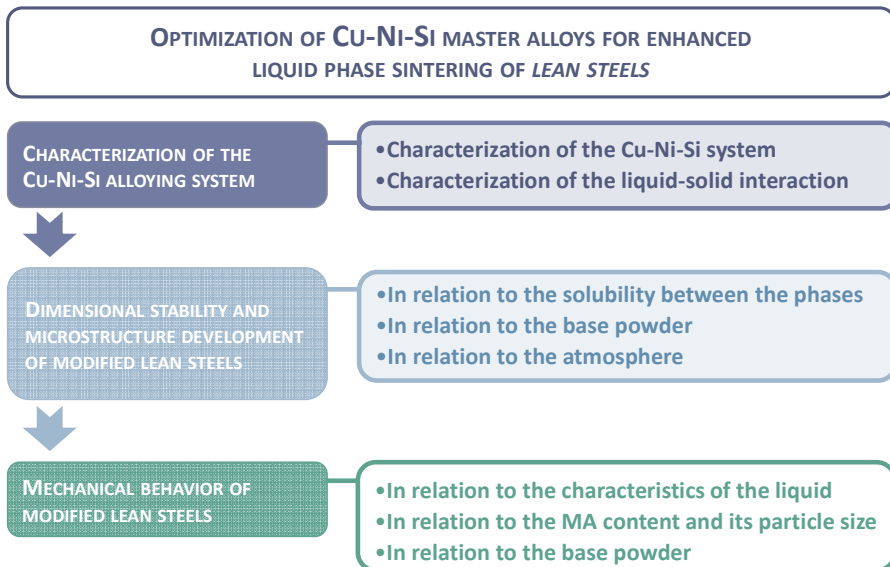 OPTIMIZATION OF CU-NI-SI MASTER ALLOYS FOR ENHANCED
LIQUID PHASE SINTERING OF LEAN STEELS
CHARACTERIZATION OF THE
CU-NI-SI ALLOYING SYSTEM
•Characterization of the Cu-Ni-Si system
•Characterization of the liquid-solid interaction
DIMENSIONAL STABILITY AND
MICROSTRUCTURE DEVELOPMENT
OF MODIFIED LEAN STEELS
•In relation to the solubility between the phases
•In relation to the base powder
•In relation to the atmosphere
MECHANICAL BEHAVIOR OF
MODIFIED LEAN STEELS
•In relation to the characteristics of the liquid
•In relation to the MA content and its particle size
•In relation to the base powder